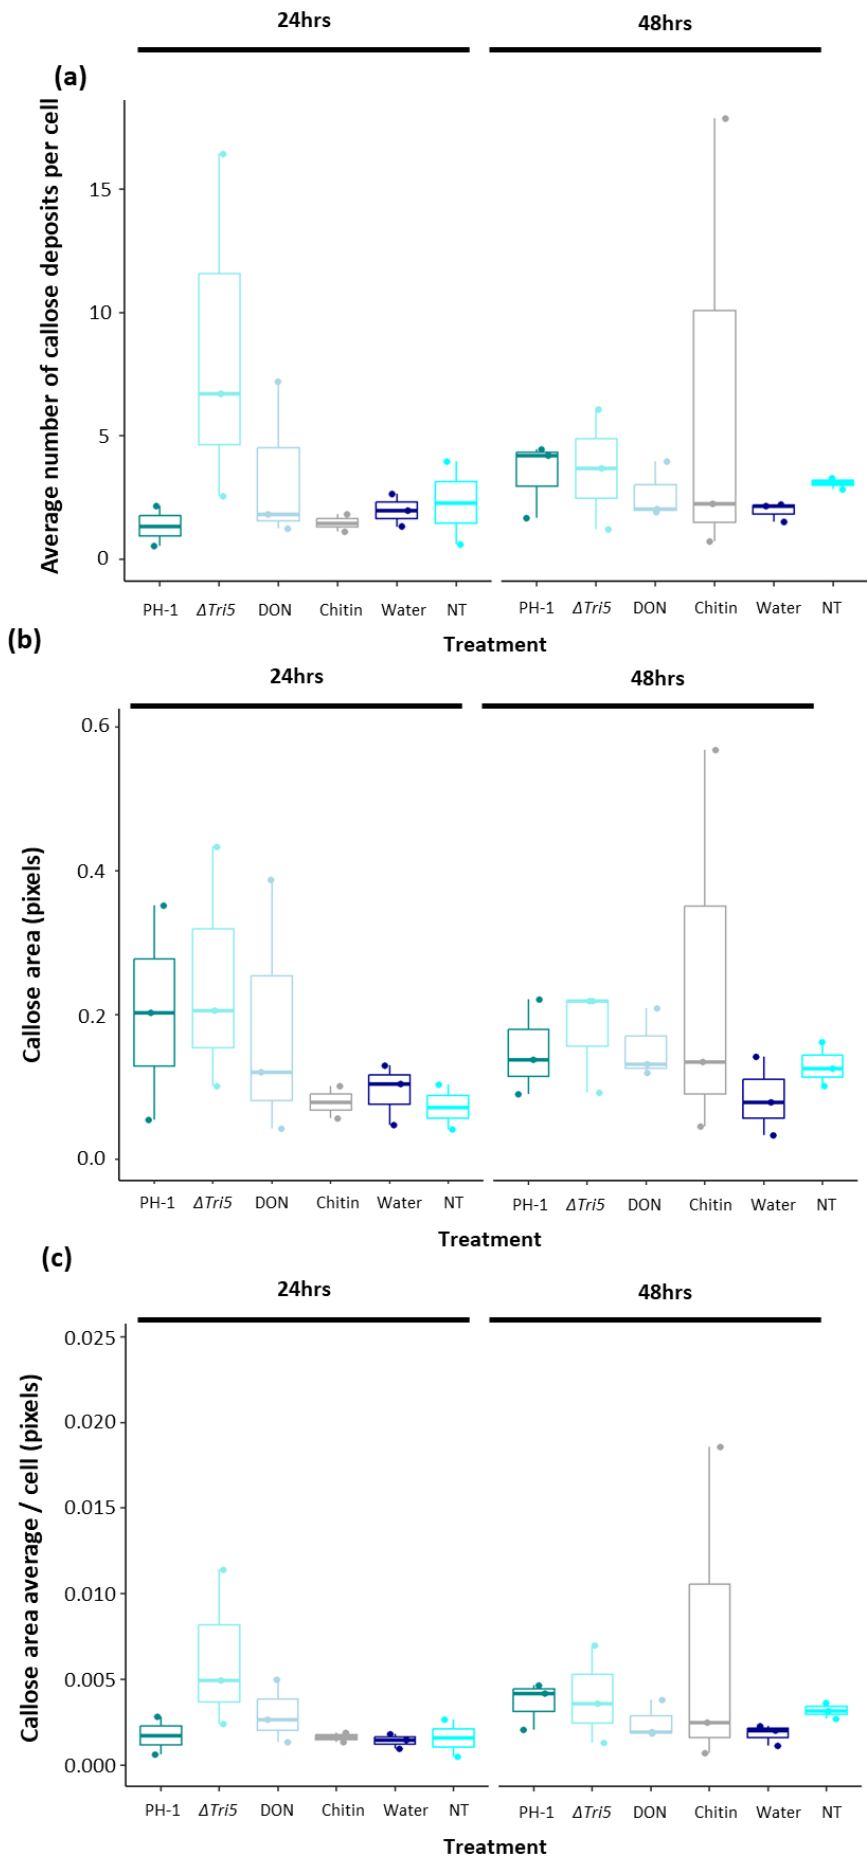 24hrs 48hrs
(a)
Average number of callose deposits per cell
15
10
5
0
PH-1 ΔTri5 DON Chitin Water NT PH-1 ΔTri5 DON Chitin Water NT
Treatment
(b)
24hrs 48hrs
Callose area (pixels)
0.6
0.4
0.2
0.0
PH-1 ΔTri5 DON Chitin Water NT PH-1 ΔTri5 DON Chitin Water NT
Treatment
(c)
24hrs 48hrs
Callose area average / cell (pixels)
0.025
0.020
0.015
0.010
0.005
0.000
PH-1 ΔTri5 DON Chitin Water NT PH-1 ΔTri5 DON Chitin Water NT
Treatment